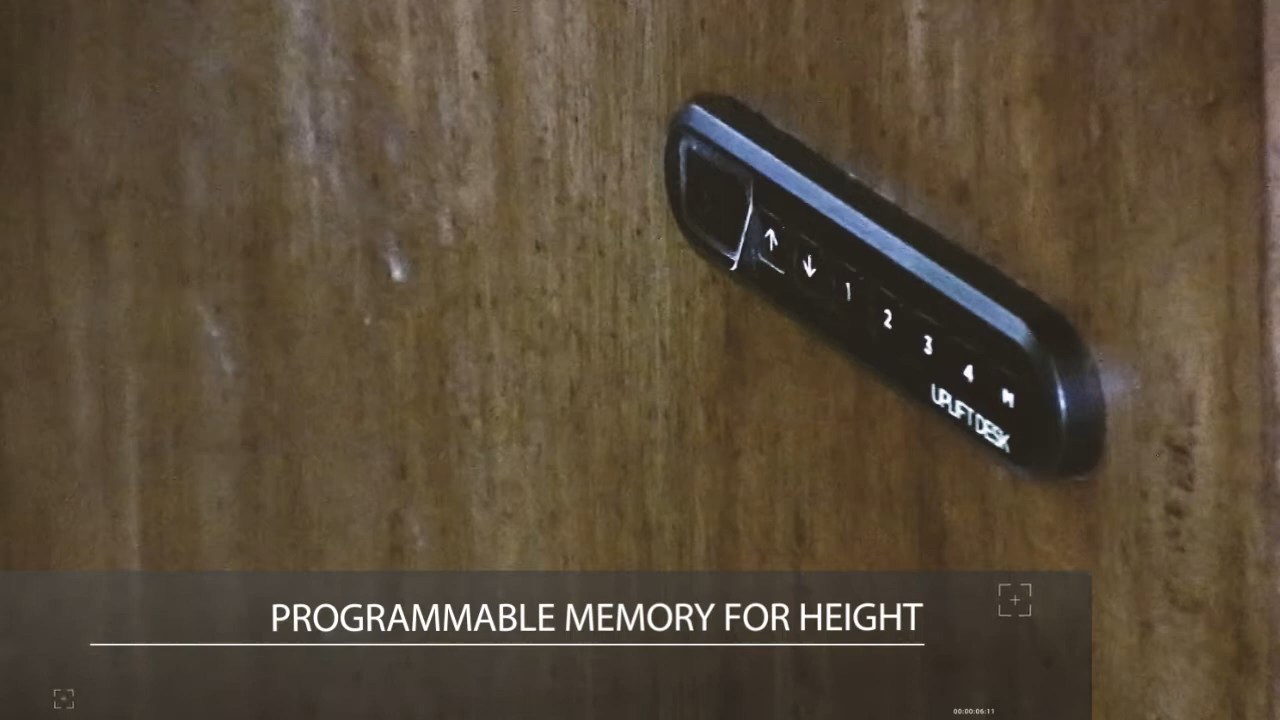 ↑ ↓ 1 2 3 4 M
UPLIFT DESK
PROGRAMMABLE MEMORY FOR HEIGHT
00:00:06:11